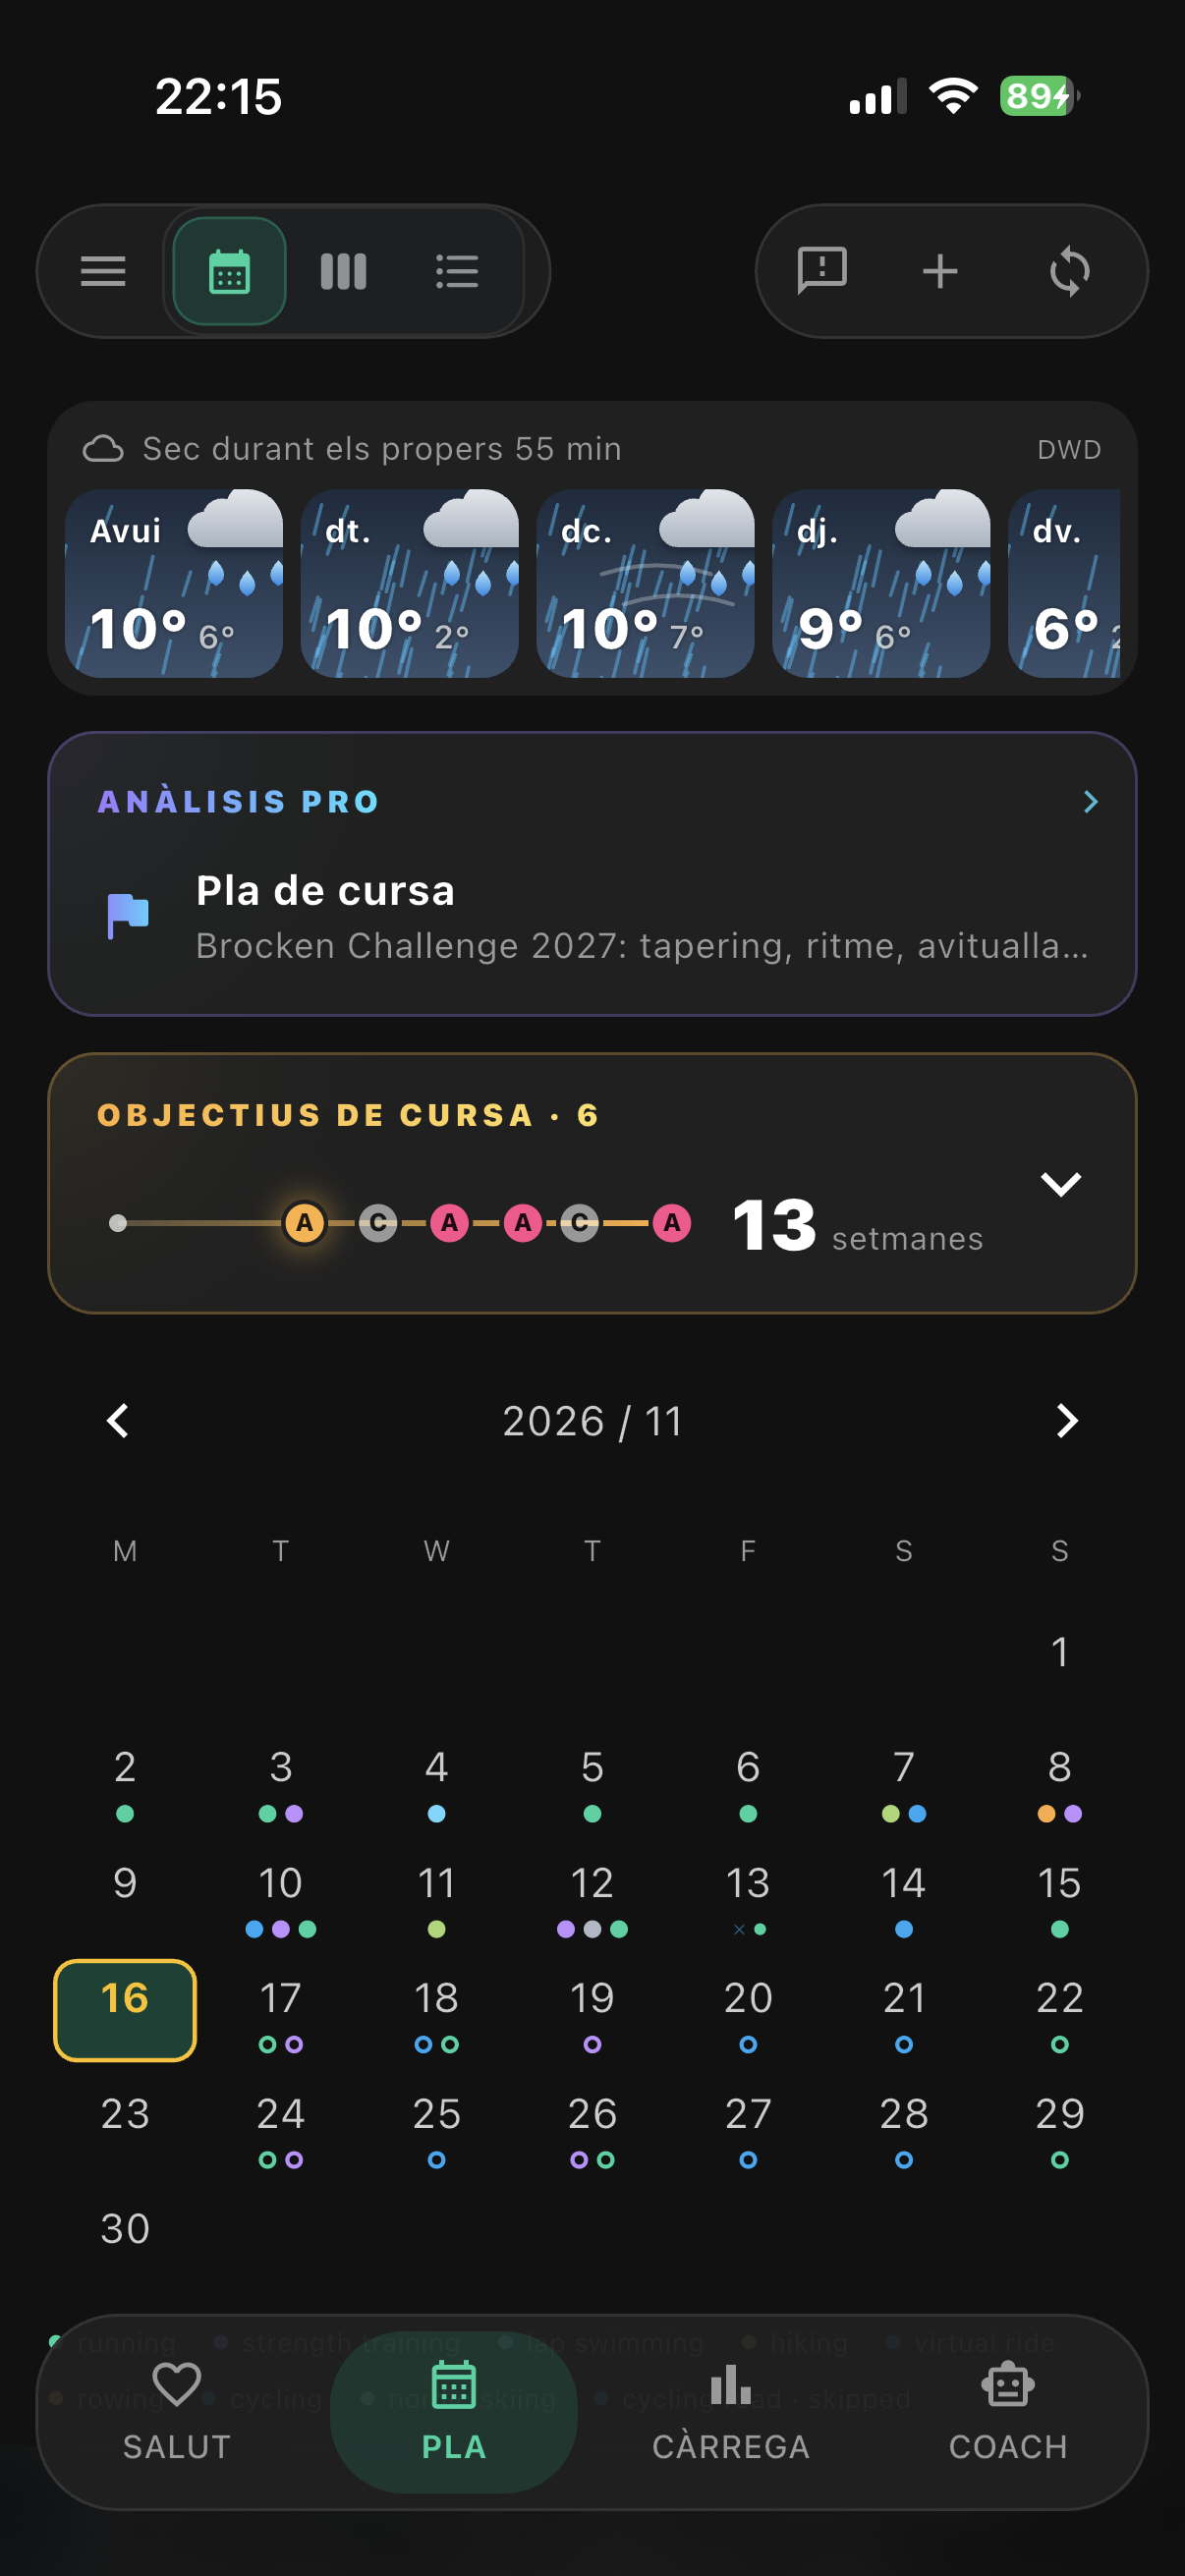 22:15
89
Sec durant els propers 55 min
DWD
Avui
10° 6°
dt.
10° 2°
dc.
10° 7°
dj.
9° 6°
dv.
6°
ANÀLISIS PRO
Pla de cursa
Brocken Challenge 2027: tapering, ritme, avitualla...
OBJECTIUS DE CURSA · 6
A C A A C A
13 setmanes
2026 / 11
M T W T F S S
1
2 3 4 5 6 7 8
9 10 11 12 13 14 15
16 17 18 19 20 21 22
23 24 25 26 27 28 29
30
running strength training lap swimming hiking virtual ride
rowing cycling skiing cycling · skipped
SALUT
PLA
CÀRREGA
COACH